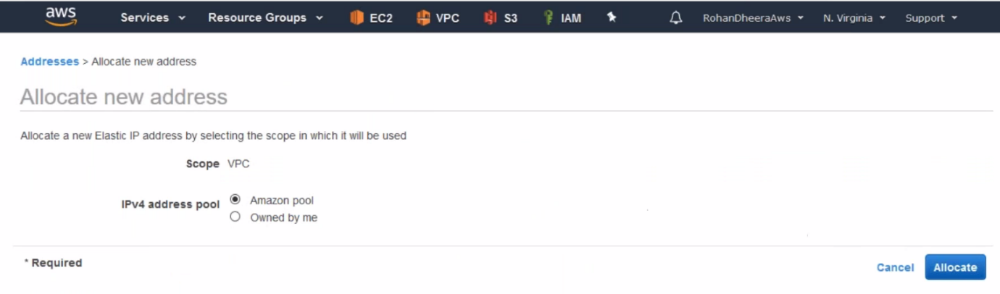 aws Services Resource Groups EC2 VPC S3 IAM RohanDheeraAws N. Virginia Support
Addresses > Allocate new address
Allocate new address
Allocate a new Elastic IP address by selecting the scope in which it will be used
Scope VPC
IPv4 address pool Amazon pool
Owned by me
* Required
Cancel Allocate